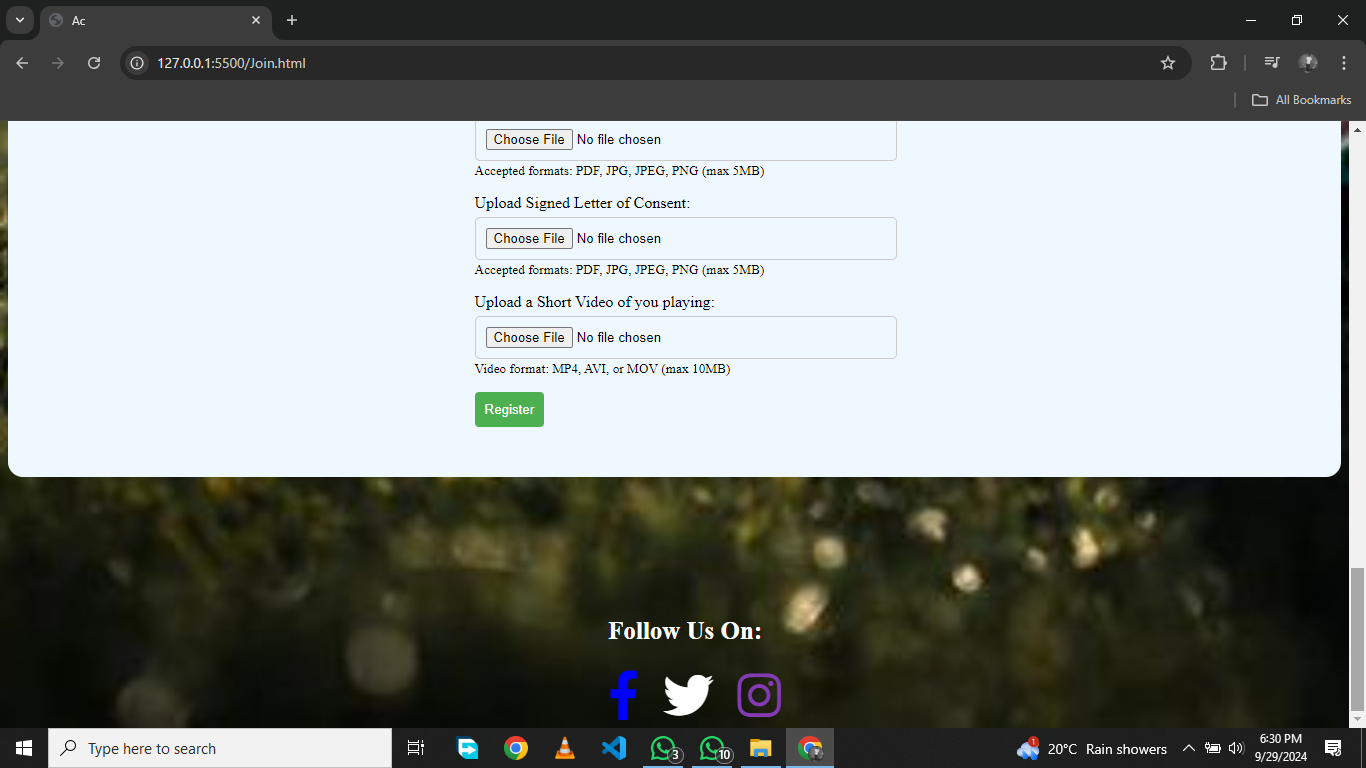 Ac
127.0.0.1:5500/Join.html
All Bookmarks
Choose File No file chosen
Accepted formats: PDF, JPG, JPEG, PNG (max 5MB)
Upload Signed Letter of Consent:
Choose File No file chosen
Accepted formats: PDF, JPG, JPEG, PNG (max 5MB)
Upload a Short Video of you playing:
Choose File No file chosen
Video format: MP4, AVI, or MOV (max 10MB)
Register
Follow Us On:
Type here to search
3
10
1
20°C Rain showers
6:30 PM
9/29/2024